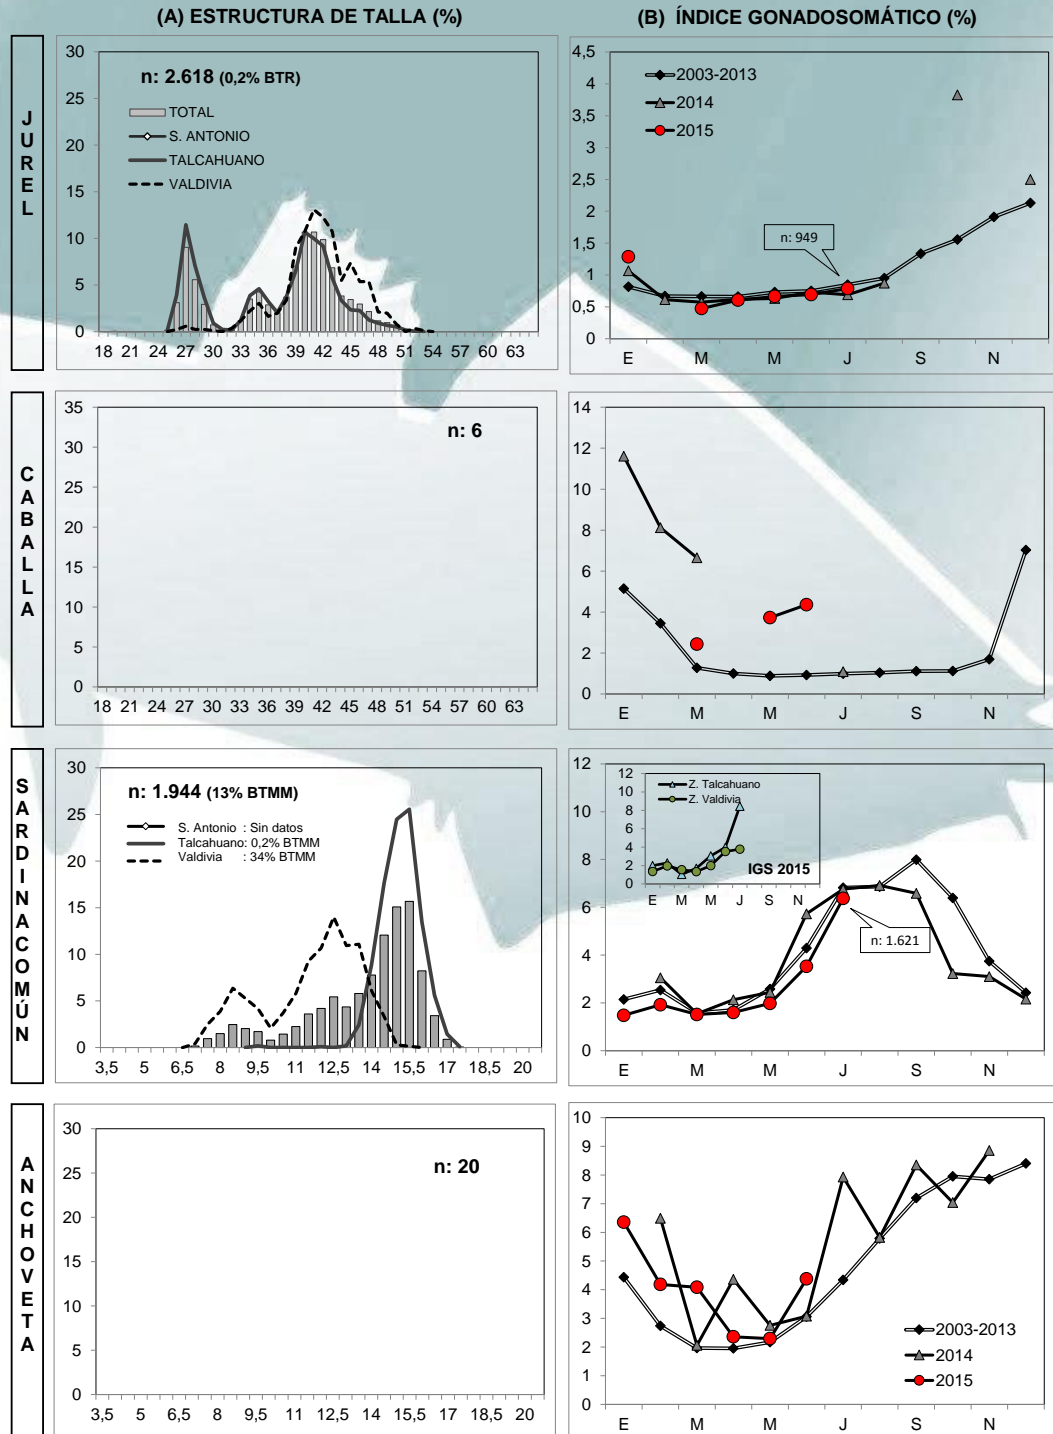 (A) ESTRUCTURA DE TALLA (%)
(B) ÍNDICE GONADOSOMÁTICO (%)
JUREL
30
25
20
15
10
5
0
n: 2.618 (0,2% BTR)
TOTAL
S. ANTONIO
TALCAHUANO
VALDIVIA
18 21 24 27 30 33 36 39 42 45 48 51 54 57 60 63
4,5
4
3,5
3
2,5
2
1,5
1
0,5
0
2003-2013
2014
2015
n: 949
E M M J S N
CABALLA
35
30
25
20
15
10
5
0
n: 6
18 21 24 27 30 33 36 39 42 45 48 51 54 57 60 63
14
12
10
8
6
4
2
0
E M M J S N
SARDINACOMÚN
30
25
20
15
10
5
0
n: 1.944 (13% BTMM)
S. Antonio : Sin datos
Talcahuano: 0,2% BTMM
Valdivia : 34% BTMM
3,5 5 6,5 8 9,5 11 12,5 14 15,5 17 18,5 20
12
10
8
6
4
2
0
12
10
8
6
4
2
0
Z. Talcahuano
Z. Valdivia
IGS 2015
E M M J S N
n: 1.621
E M M J S N
ANCHOVETA
30
25
20
15
10
5
0
n: 20
3,5 5 6,5 8 9,5 11 12,5 14 15,5 17 18,5 20
10
9
8
7
6
5
4
3
2
1
0
2003-2013
2014
2015
E M M J S N